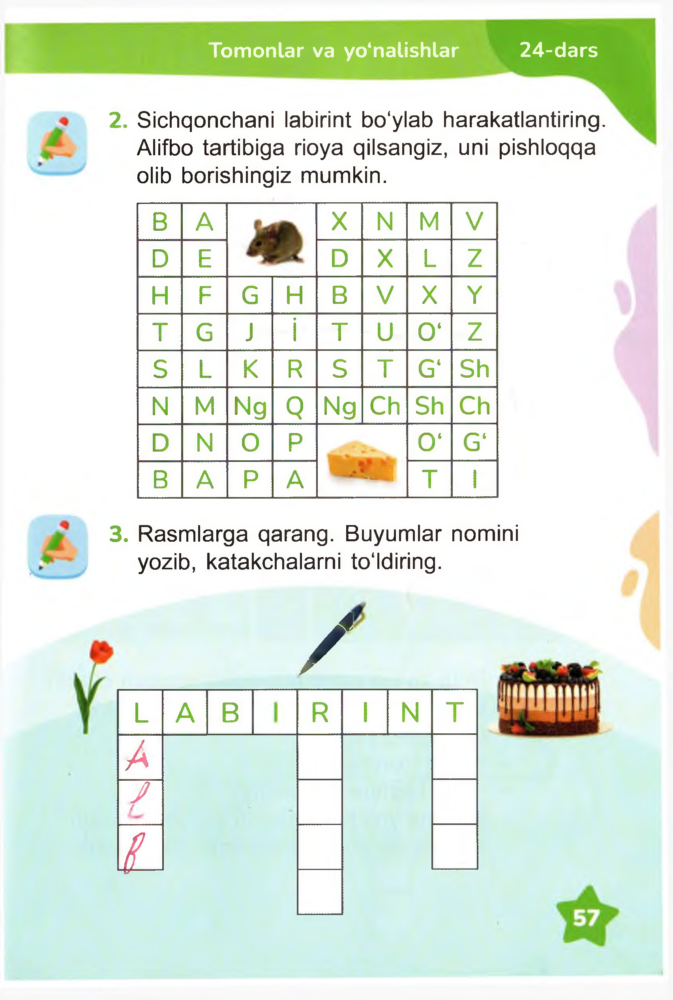 Tomonlar va yo‘nalishlar 24-dars
2. Sichqonchani labirint bo‘ylab harakatlantiring.
Alifbo tartibiga rioya qilsangiz, uni pishloqqa
olib borishingiz mumkin.
B A X N M V
D E D X L Z
H F G H B V X Y
T G J İ T U O‘ Z
S L K R S T G‘ Sh
N M Ng Q Ng Ch Sh Ch
D N O P O‘ G‘
B A P A T I
3. Rasmlarga qarang. Buyumlar nomini
yozib, katakchalarni to‘ldiring.
L A B I R I N T
A
L
B
57